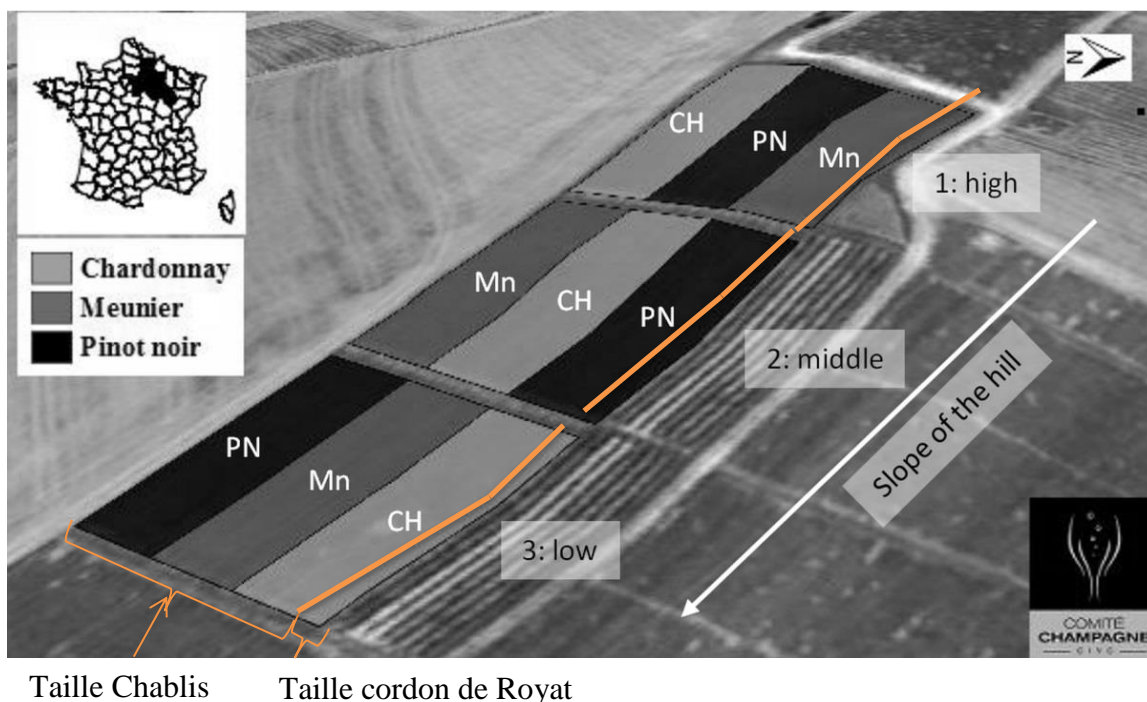 Chardonnay
Meunier
Pinot noir
N
CH
PN
Mn
1: high
Mn
CH
PN
2: middle
PN
Mn
CH
3: low
Slope of the hill
COMITÉ
CHAMPAGNE
CIVC
Taille Chablis
Taille cordon de Royat